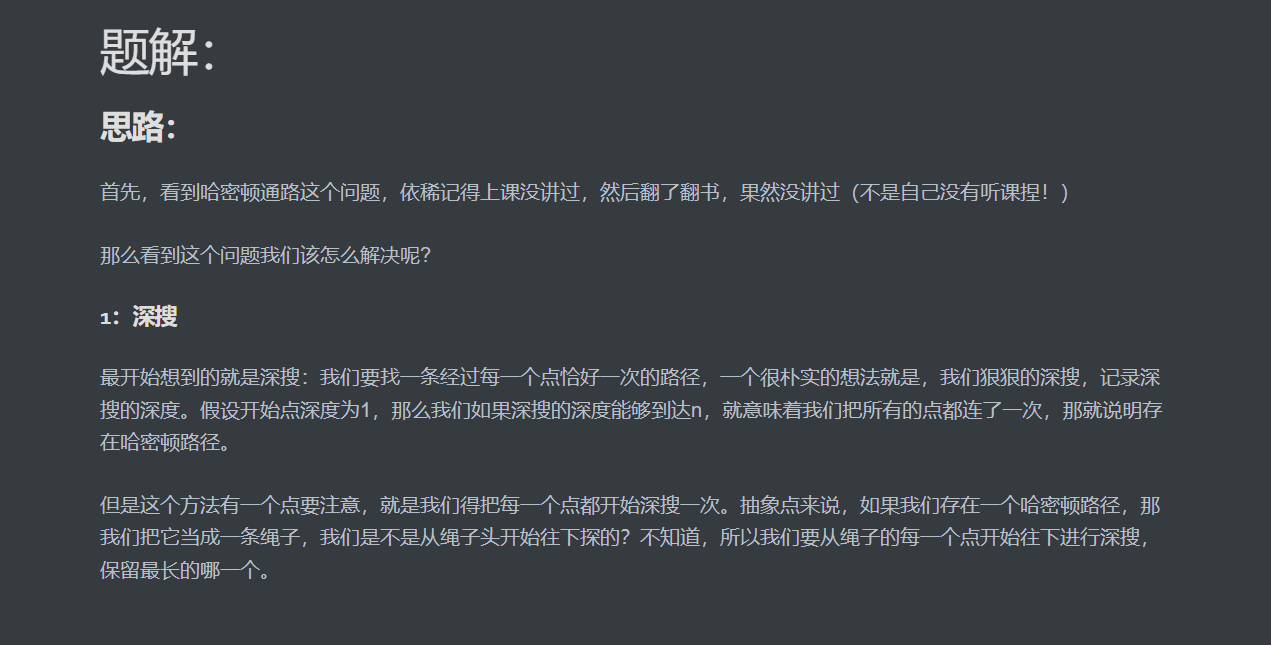 题解：
思路：
首先，看到哈密顿通路这个问题，依稀记得上课没讲过，然后翻了翻书，果然没讲过（不是自己没有听课捏！）
那么看到这个问题我们该怎么解决呢？
1：深搜
最开始想到的就是深搜：我们要找一条经过每一个点恰好一次的路径，一个很朴实的想法就是，我们狠狠的深搜，记录深
搜的深度。假设开始点深度为1，那么我们如果深搜的深度能够到达n，就意味着我们把所有的点都连了一次，那就说明存
在哈密顿路径。
但是这个方法有一个点要注意，就是我们得把每一个点都开始深搜一次。抽象点来说，如果我们存在一个哈密顿路径，那
我们把它当成一条绳子，我们是不是从绳子头开始往下探的？不知道，所以我们要从绳子的每一个点开始往下进行深搜，
保留最长的哪一个。